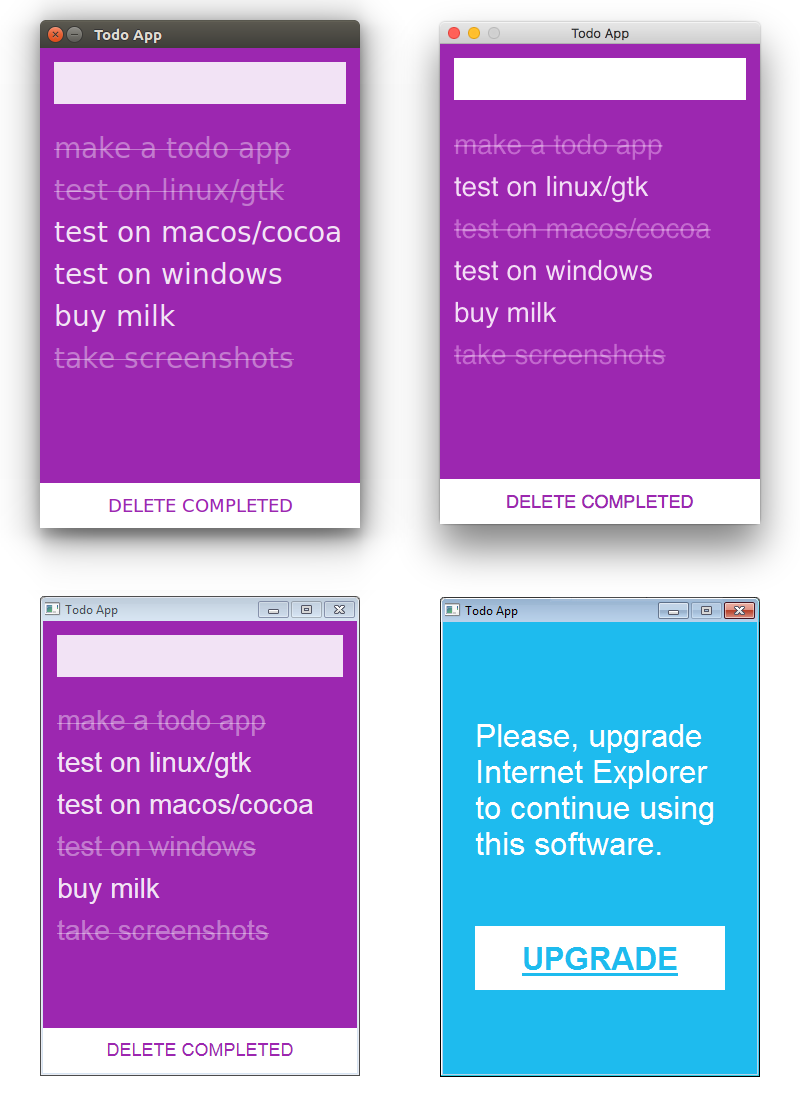 Todo App
make a todo app
test on linux/gtk
test on macos/cocoa
test on windows
buy milk
take screenshots
DELETE COMPLETED
Todo App
make a todo app
test on linux/gtk
test on macos/cocoa
test on windows
buy milk
take screenshots
DELETE COMPLETED
Todo App
make a todo app
test on linux/gtk
test on macos/cocoa
test on windows
buy milk
take screenshots
DELETE COMPLETED
Todo App
Please, upgrade
Internet Explorer
to continue using
this software.
UPGRADE